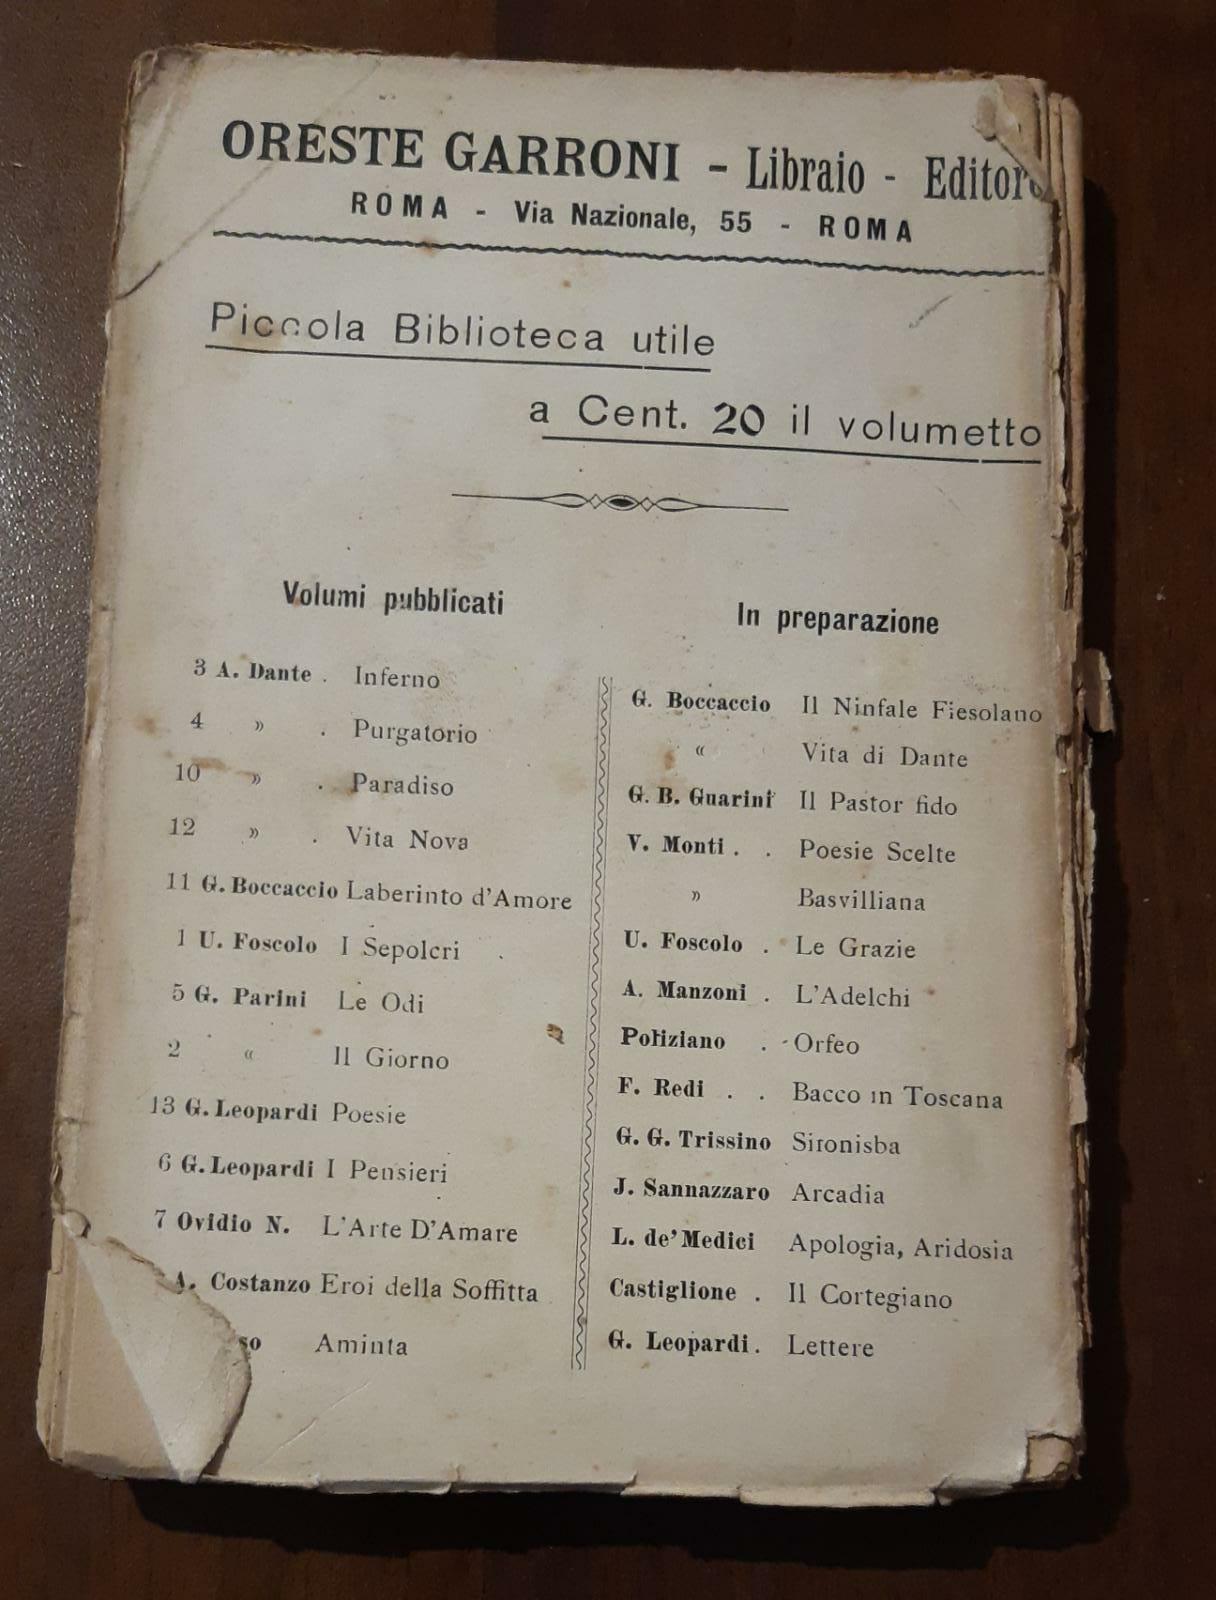 ORESTE GARRONI - Libraio - Editore
ROMA - Via Nazionale, 55 - ROMA
Piccola Biblioteca utile
a Cent. 20 il volumetto
Volumi pubblicati
3 A. Dante . Inferno
4 » . Purgatorio
10 » . Paradiso
12 » . Vita Nova
11 G. Boccaccio Laberinto d'Amore
1 U. Foscolo I Sepolcri
5 G. Parini Le Odi
2 « Il Giorno
13 G. Leopardi Poesie
6 G. Leopardi I Pensieri
7 Ovidio N. L'Arte D'Amare
A. Costanzo Eroi della Soffitta
so Aminta
In preparazione
G. Boccaccio Il Ninfale Fiesolano
« Vita di Dante
G. B. Guarini Il Pastor fido
V. Monti . . Poesie Scelte
» Basvilliana
U. Foscolo . Le Grazie
A. Manzoni . L'Adelchi
Poliziano . Orfeo
F. Redi . . Bacco in Toscana
G. G. Trissino Sifonisba
J. Sannazzaro Arcadia
L. de' Medici Apologia, Aridosia
Castiglione . Il Cortegiano
G. Leopardi . Lettere